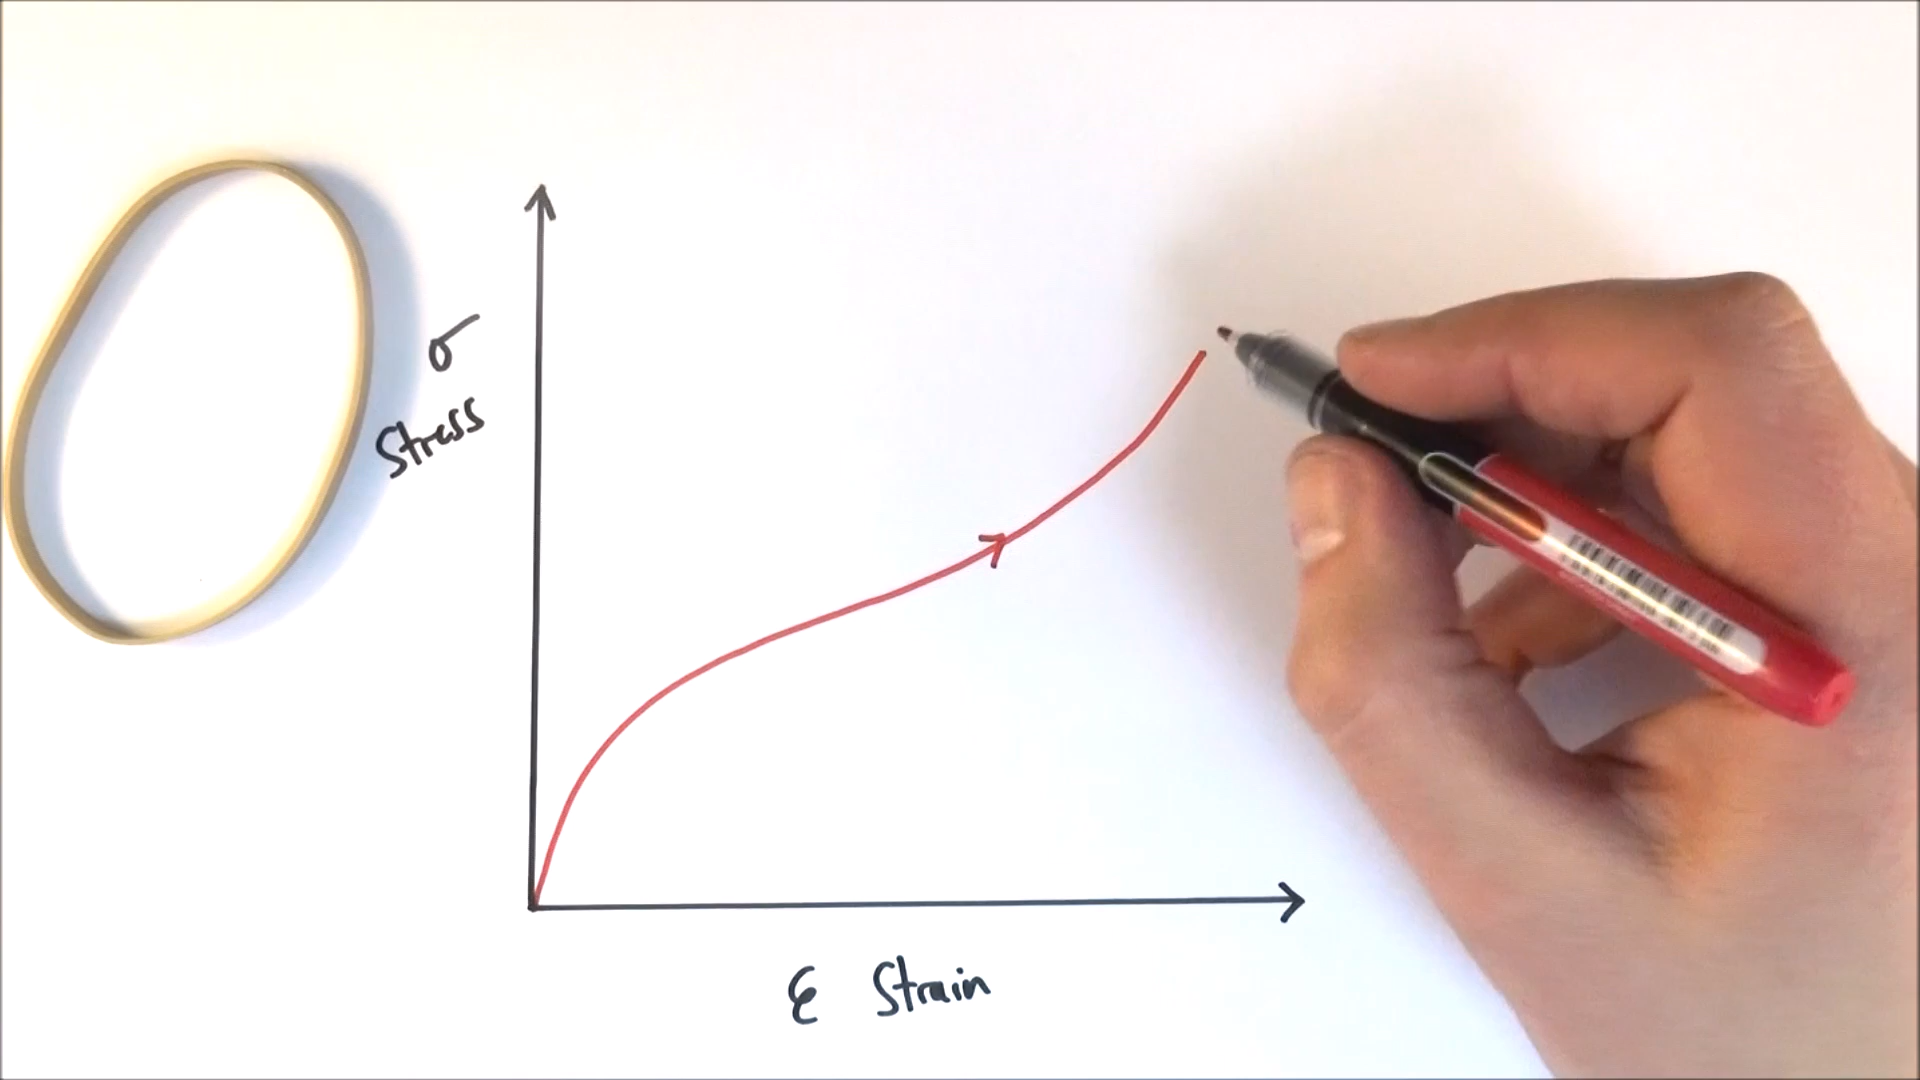 σ
Stress
ε Strain